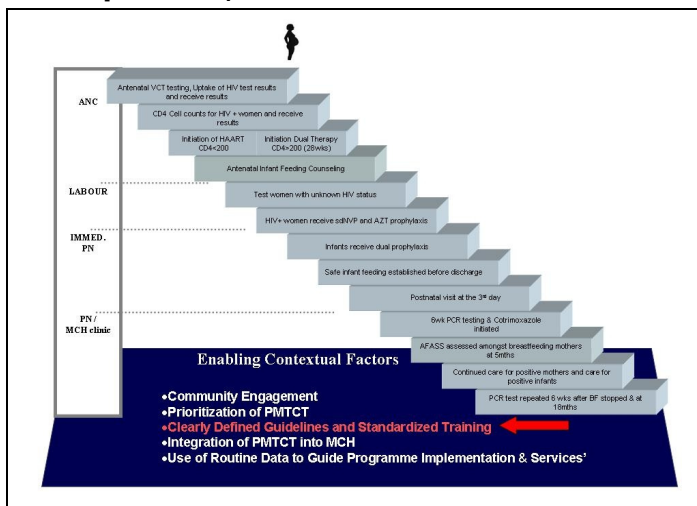 Antenatal VCT testing, Uptake of HIV test results
and receive results
ANC
CD4 Cell counts for HIV + women and receive
results
Initiation of HAART
CD4<200
Initiation Dual Therapy
CD4>200 (28wks)
Antenatal Infant Feeding Counseling
LABOUR
Test women with unknown HIV status
HIV+ women receive sdNVP and AZT prophylaxis
IMMED.
PN
Infants receive dual prophylaxis
Safe infant feeding established before discharge
Postnatal visit at the 3rd day
PN /
MCH clinic
6wk PCR testing & Cotrimoxazole
initiated
AFASS assessed amongst breastfeeding mothers
at 5mths
Continued care for positive mothers and care for
positive infants
PCR test repeated 6 wks after BF stopped & at
18mths
Enabling Contextual Factors
•Community Engagement
•Prioritization of PMTCT
•Clearly Defined Guidelines and Standardized Training
•Integration of PMTCT into MCH
•Use of Routine Data to Guide Programme Implementation & Services'